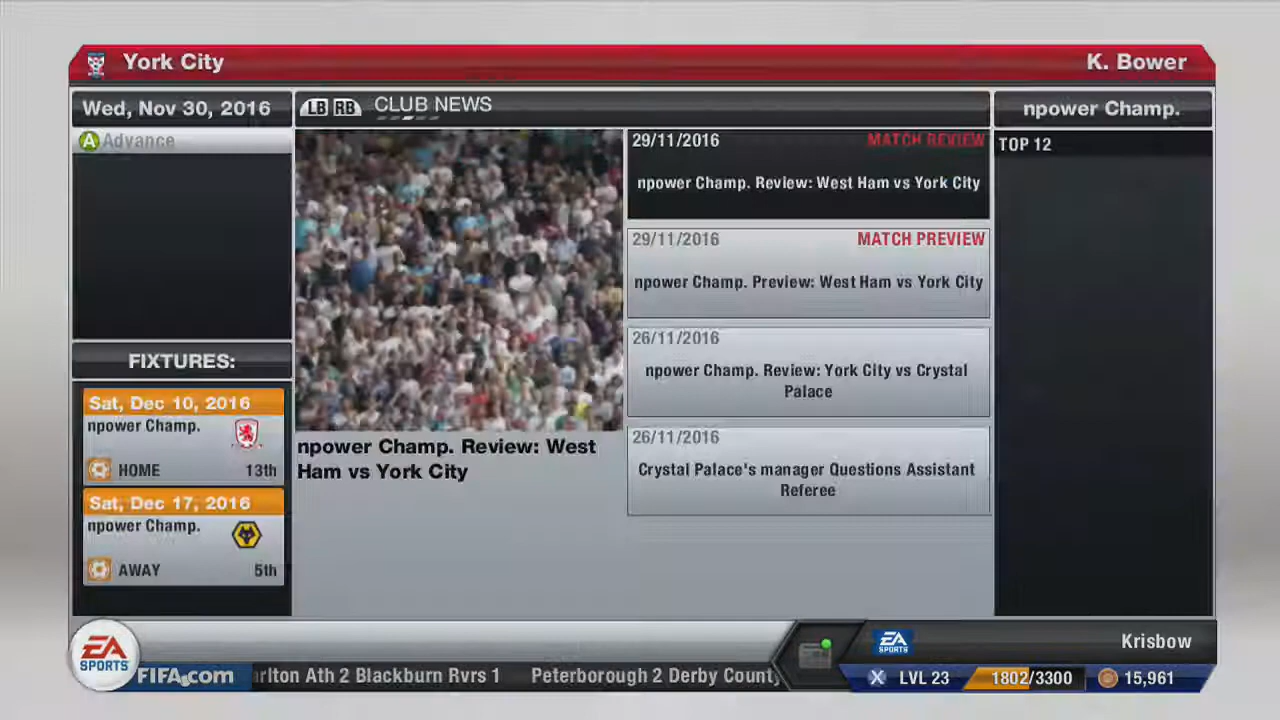 York City
K. Bower
Wed, Nov 30, 2016
LB RB CLUB NEWS
npower Champ.
A Advance
TOP 12
29/11/2016 MATCH REVIEW
npower Champ. Review: West Ham vs York City
29/11/2016 MATCH PREVIEW
npower Champ. Preview: West Ham vs York City
26/11/2016
npower Champ. Review: York City vs Crystal
Palace
26/11/2016
Crystal Palace's manager Questions Assistant
Referee
npower Champ. Review: West
Ham vs York City
FIXTURES:
Sat, Dec 10, 2016
npower Champ.
HOME 13th
Sat, Dec 17, 2016
npower Champ.
AWAY 5th
EA
SPORTS
EA
SPORTS
Krisbow
FIFA.com
rlton Ath 2 Blackburn Rvrs 1 Peterborough 2 Derby County
X LVL 23 1802/3300 15,961